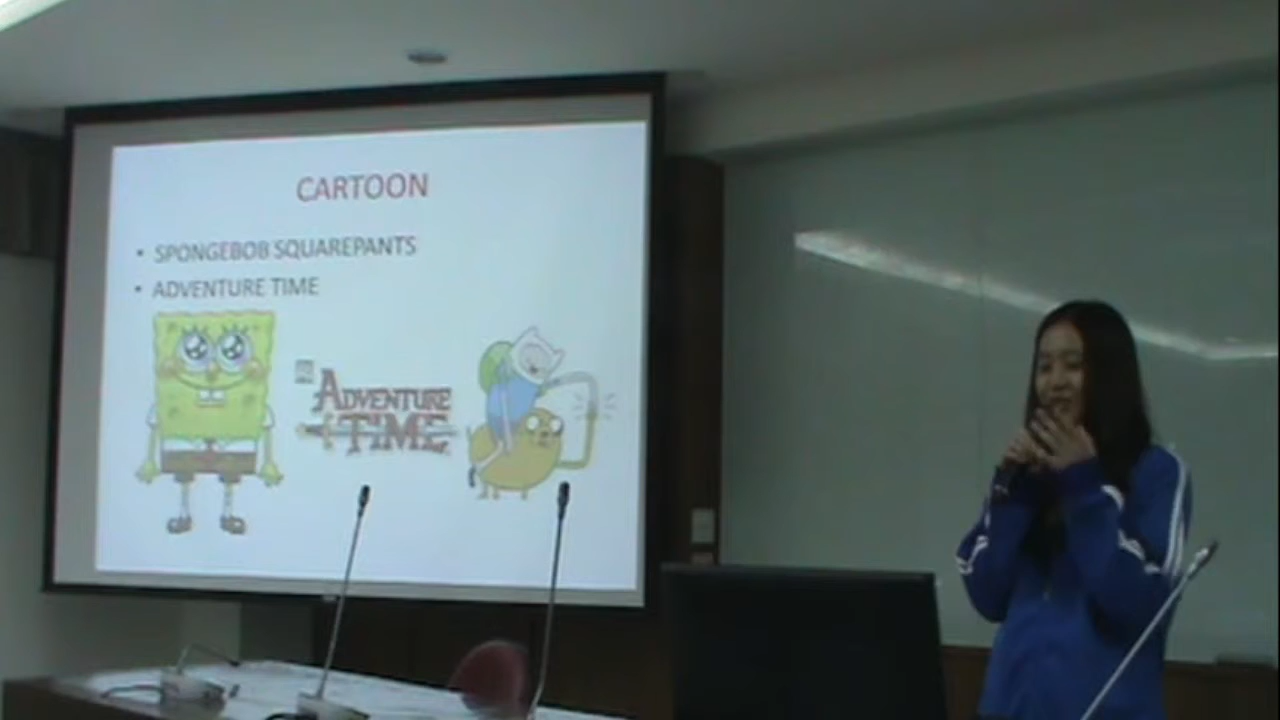 CARTOON
• SPONGEBOB SQUAREPANTS
• ADVENTURE TIME
ADVENTURE
TIME